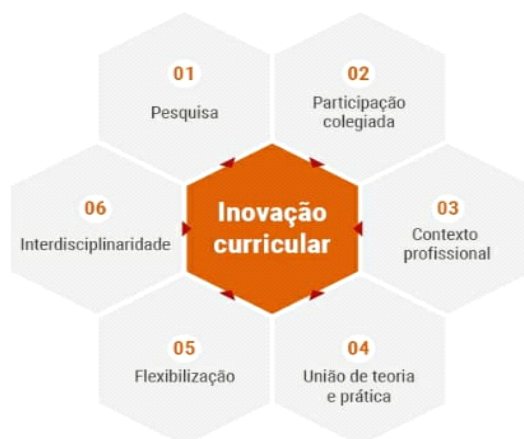 01
Pesquisa
02
Participação
colegiada
03
Contexto
profissional
04
União de teoria
e prática
05
Flexibilização
06
Interdisciplinaridade
Inovação
curricular